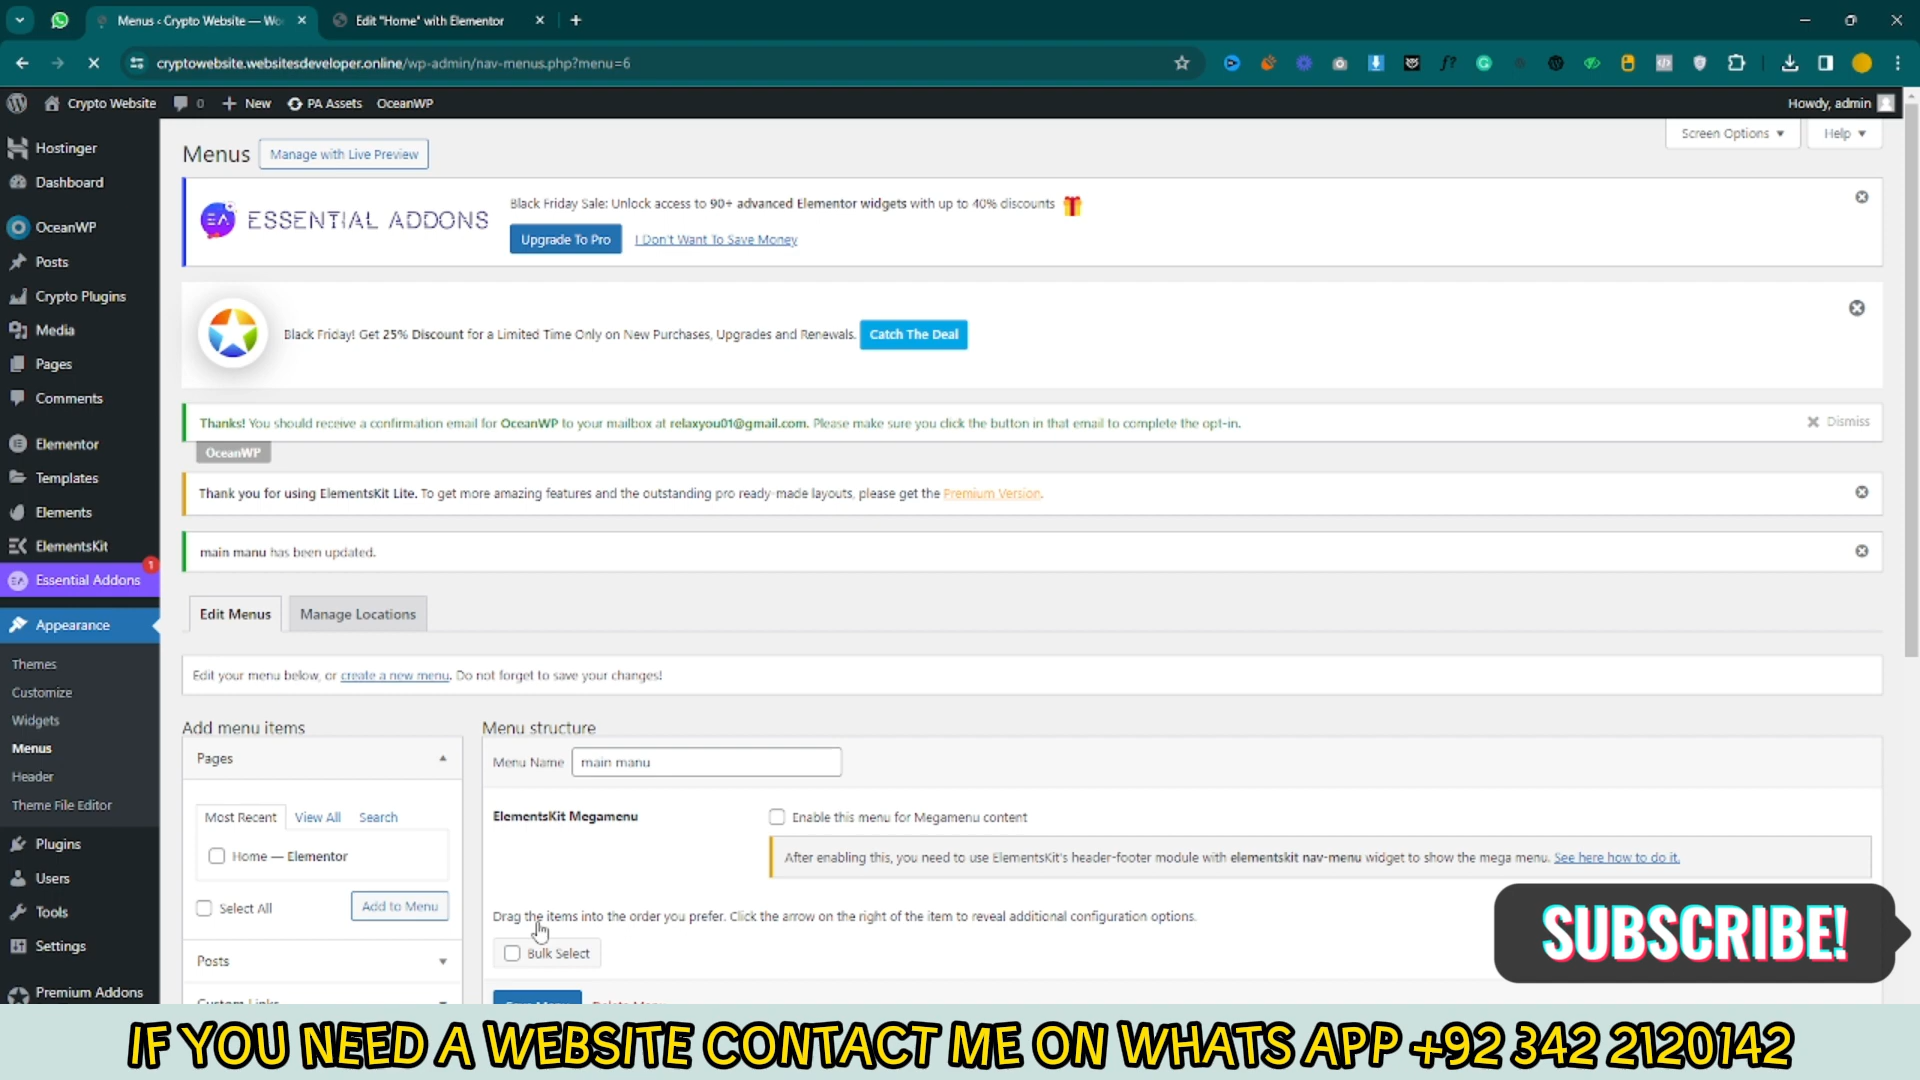 Menus ‹ Crypto Website — Wo
Edit "Home" with Elementor
cryptowebsite.websitesdeveloper.online/wp-admin/nav-menus.php?menu=6
Crypto Website
0
New
PA Assets
OceanWP
Howdy, admin
Screen Options
Help
Hostinger
Dashboard
OceanWP
Posts
Crypto Plugins
Media
Pages
Comments
Elementor
Templates
Elements
ElementsKit
Essential Addons
1
Appearance
Themes
Customize
Widgets
Menus
Header
Theme File Editor
Plugins
Users
Tools
Settings
Premium Addons
Menus
Manage with Live Preview
EA ESSENTIAL ADDONS
Black Friday Sale: Unlock access to 90+ advanced Elementor widgets with up to 40% discounts
Upgrade To Pro
I Don't Want To Save Money
Black Friday! Get 25% Discount for a Limited Time Only on New Purchases, Upgrades and Renewals.
Catch The Deal
Thanks! You should receive a confirmation email for OceanWP to your mailbox at relaxyou01@gmail.com. Please make sure you click the button in that email to complete the opt-in.
Dismiss
OceanWP
Thank you for using ElementsKit Lite. To get more amazing features and the outstanding pro ready-made layouts, please get the Premium Version.
main manu has been updated.
Edit Menus
Manage Locations
Edit your menu below, or create a new menu. Do not forget to save your changes!
Add menu items
Pages
Most Recent
View All
Search
Home — Elementor
Select All
Add to Menu
Posts
Custom Links
Menu structure
Menu Name
main manu
ElementsKit Megamenu
Enable this menu for Megamenu content
After enabling this, you need to use ElementsKit's header-footer module with elementskit nav-menu widget to show the mega menu. See here how to do it.
Drag the items into the order you prefer. Click the arrow on the right of the item to reveal additional configuration options.
Bulk Select
Save Menu
Delete Menu
SUBSCRIBE!
IF YOU NEED A WEBSITE CONTACT ME ON WHATS APP +92 342 2120142